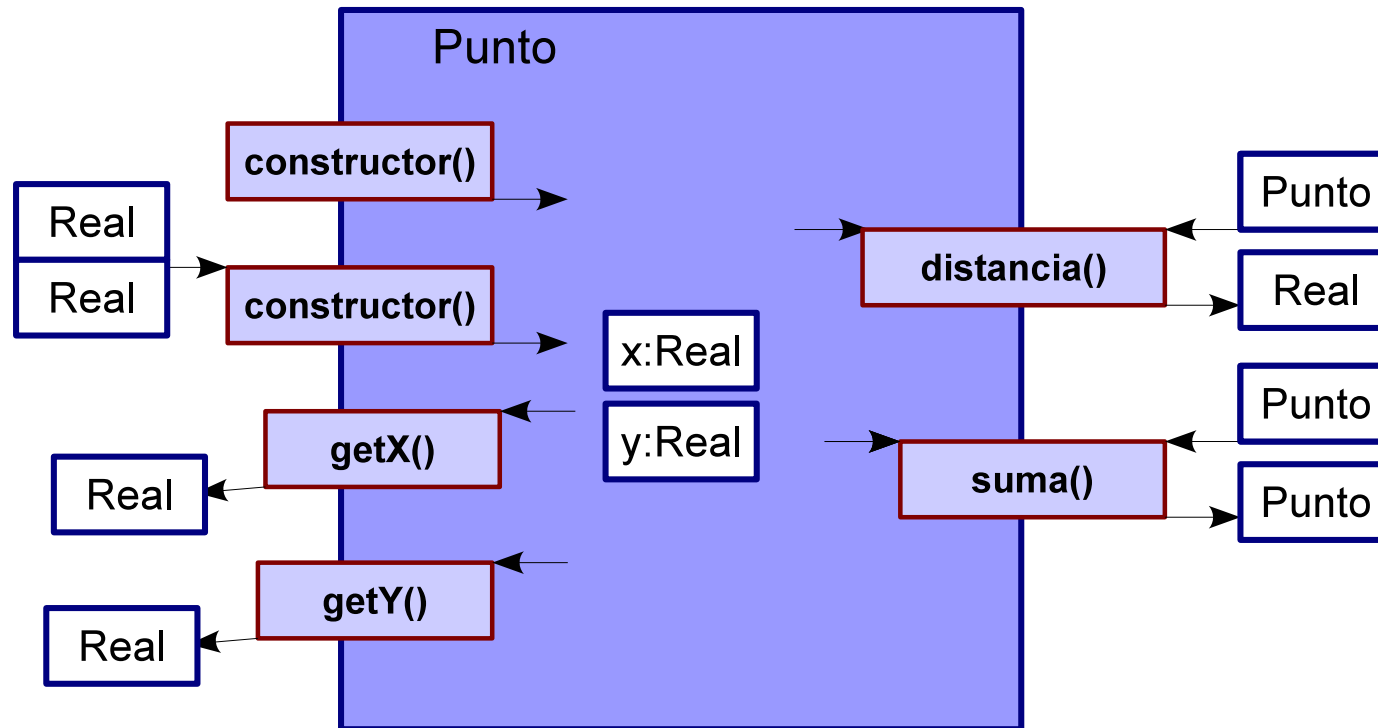 Punto
constructor()
Real
Real
constructor()
getX()
Real
getY()
Real
x:Real
y:Real
distancia()
Punto
Real
suma()
Punto
Punto